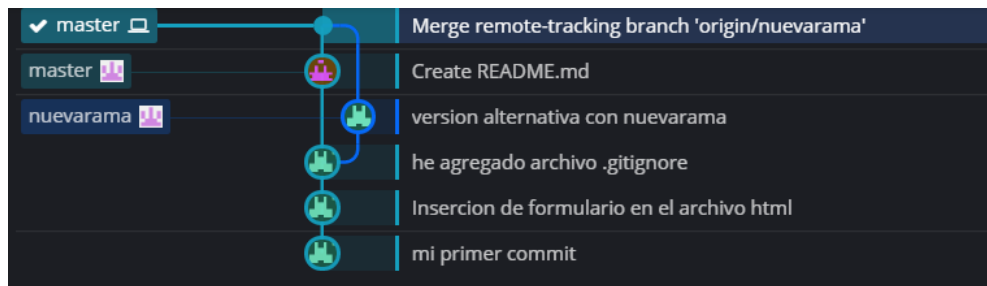 master Merge remote-tracking branch 'origin/nuevarama'
master Create README.md
nuevarama version alternativa con nuevarama
he agregado archivo .gitignore
Insercion de formulario en el archivo html
mi primer commit